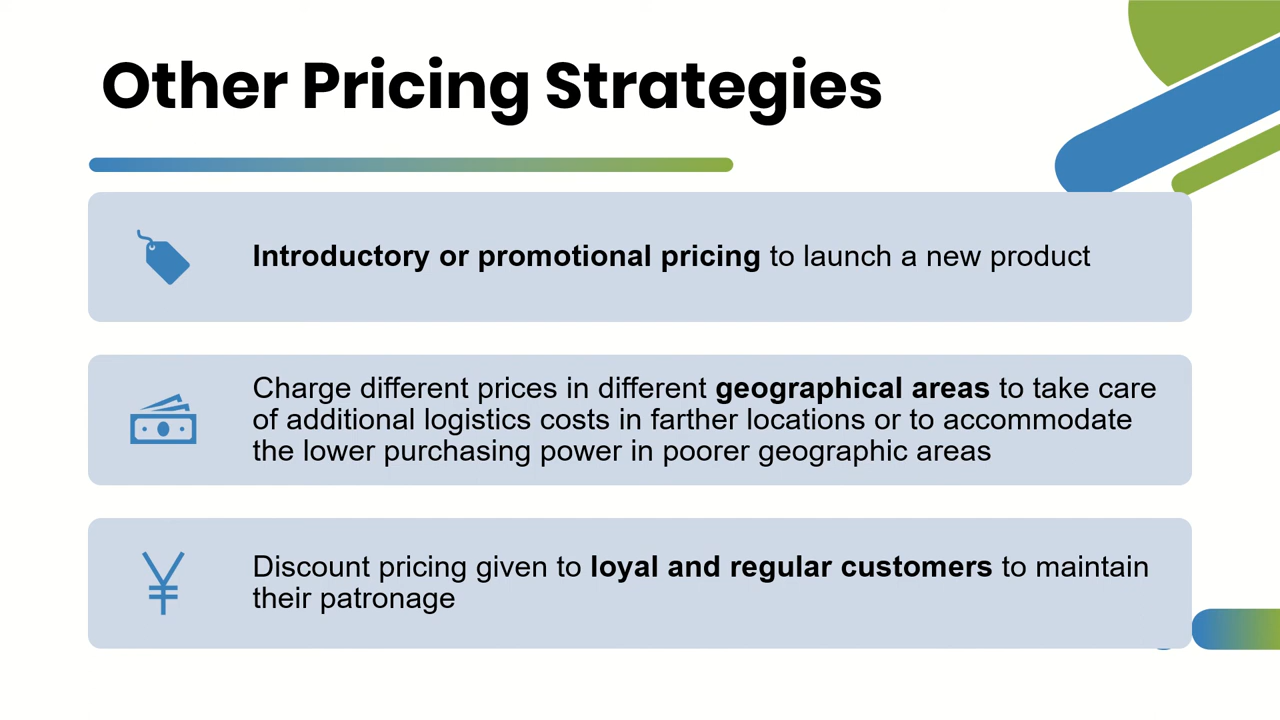 Other Pricing Strategies
Introductory or promotional pricing to launch a new product
Charge different prices in different geographical areas to take care
of additional logistics costs in farther locations or to accommodate
the lower purchasing power in poorer geographic areas
Discount pricing given to loyal and regular customers to maintain
their patronage